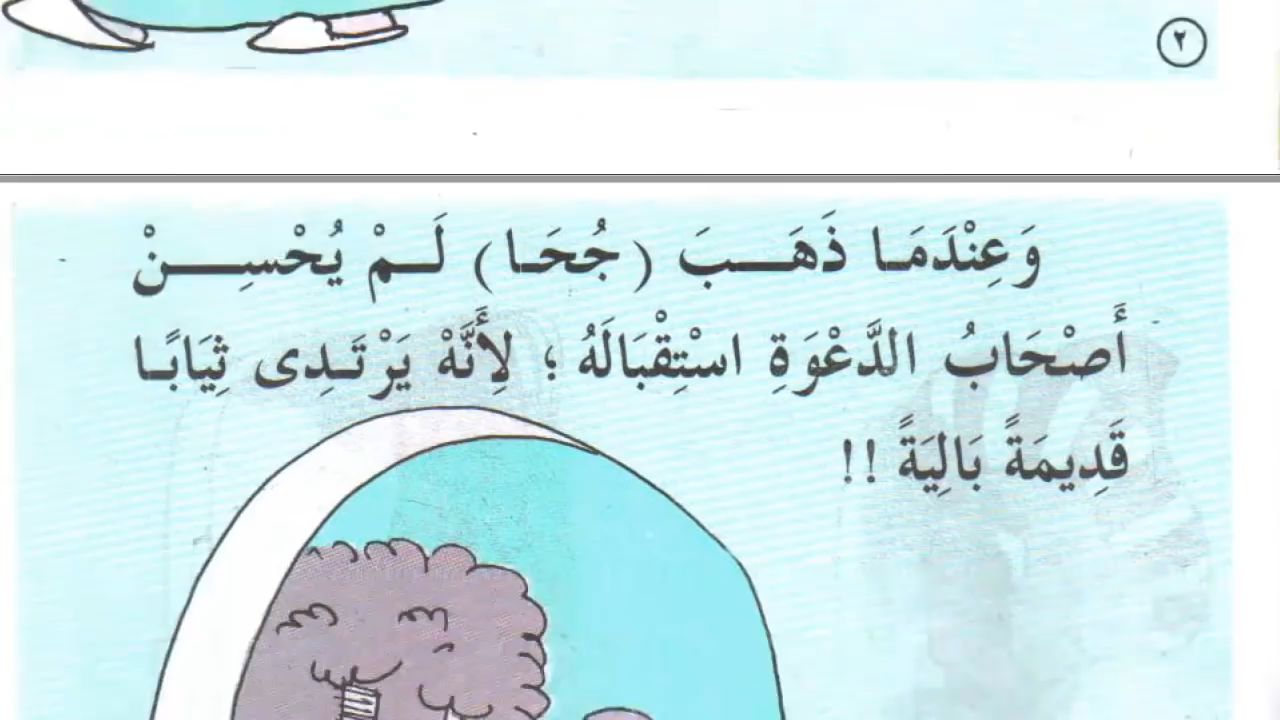 ٢
وَعِنْدَمَا ذَهَبَ (جُحَا) لَمْ يُحْسِنْ
أَصْحَابُ الدَّعْوَةِ اسْتِقْبَالَهُ ؛ لِأَنَّهْ يَرْتَدِى ثِيَابًا
قَدِيمَةً بَالِيَةً !!